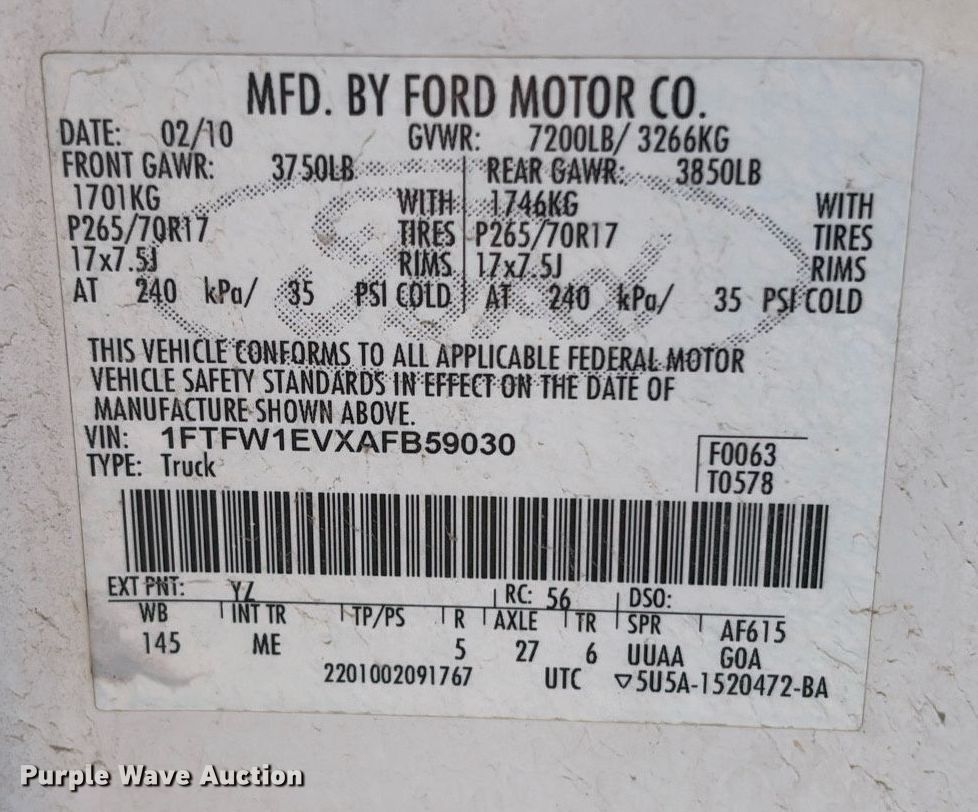 MFD. BY FORD MOTOR CO.
DATE: 02/10 GVWR: 7200LB/ 3266KG
FRONT GAWR: 3750LB REAR GAWR: 3850LB
1701KG WITH 1746KG WITH
P265/70R17 TIRES P265/70R17 TIRES
17x7.5J RIMS 17x7.5J RIMS
AT 240 kPa/ 35 PSI COLD AT 240 kPa/ 35 PSI COLD
Ford
THIS VEHICLE CONFORMS TO ALL APPLICABLE FEDERAL MOTOR
VEHICLE SAFETY STANDARDS IN EFFECT ON THE DATE OF
MANUFACTURE SHOWN ABOVE.
VIN: 1FTFW1EVXAFB59030
TYPE: Truck
F0063
T0578
EXT PNT: YZ RC: 56 DSO:
WB INT TR TP/PS R AXLE TR SPR AF615
145 ME 5 27 6 UUAA GOA
2201002091767 UTC ▽5U5A-1520472-BA
Purple Wave Auction